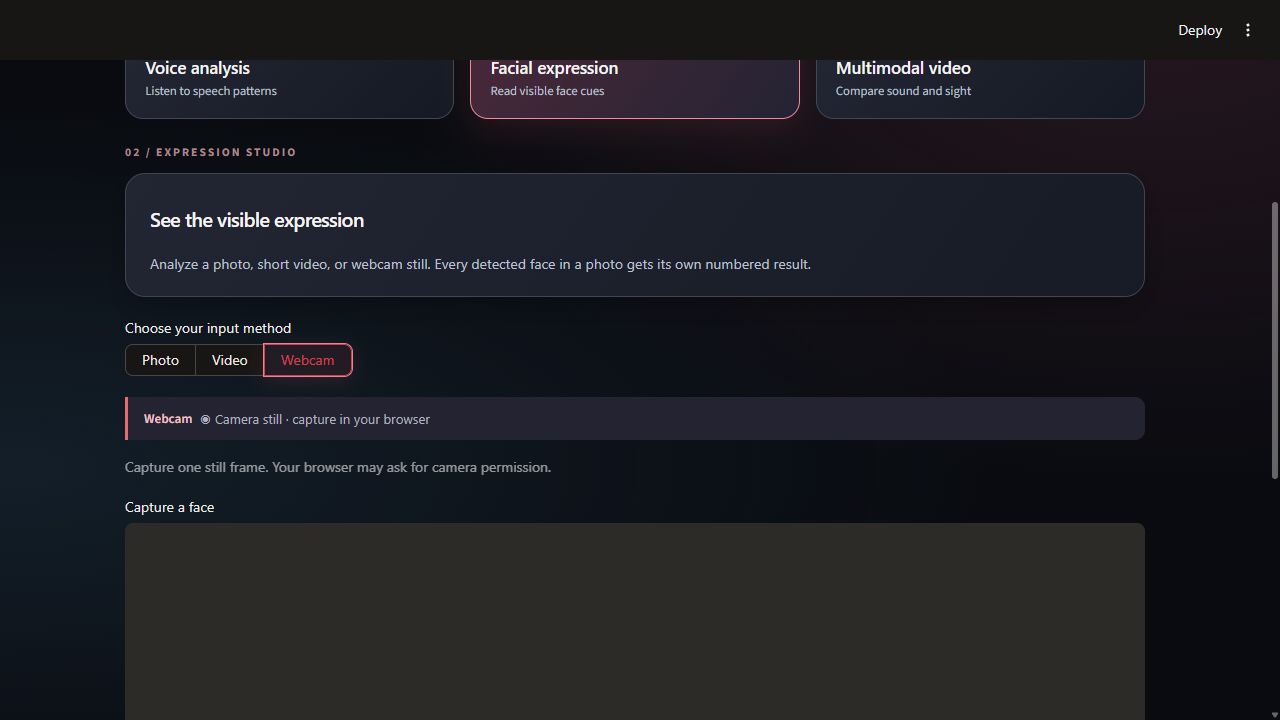 Deploy
Voice analysis
Listen to speech patterns
Facial expression
Read visible face cues
Multimodal video
Compare sound and sight
02 / EXPRESSION STUDIO
See the visible expression
Analyze a photo, short video, or webcam still. Every detected face in a photo gets its own numbered result.
Choose your input method
Photo Video Webcam
Webcam ◉ Camera still · capture in your browser
Capture one still frame. Your browser may ask for camera permission.
Capture a face